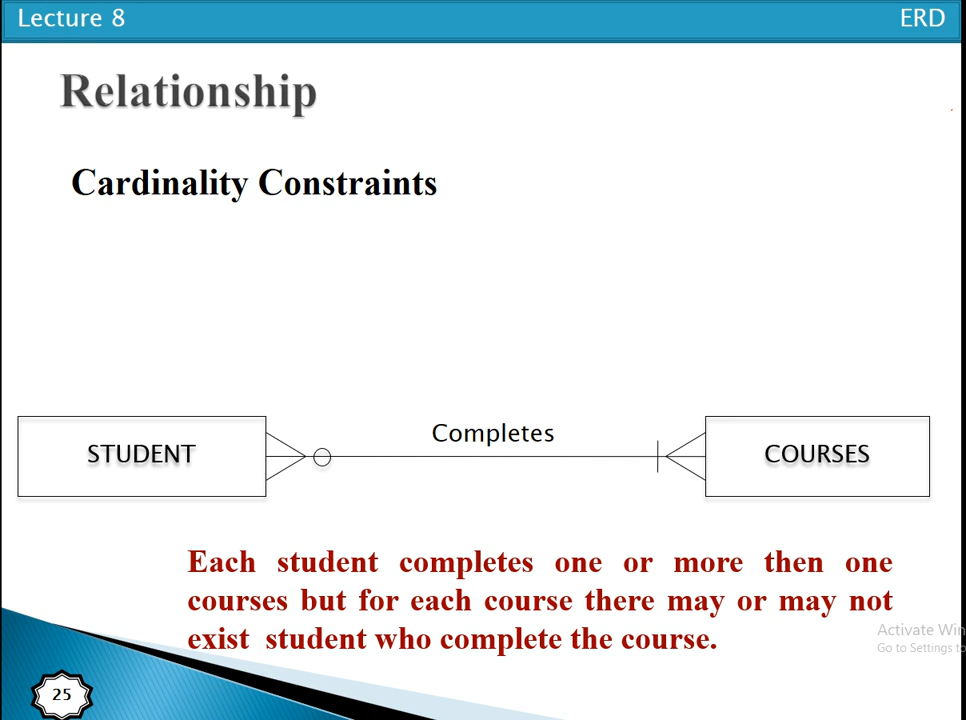 Lecture 8
ERD
Relationship
Cardinality Constraints
Completes
STUDENT
COURSES
Each student completes one or more then one
courses but for each course there may or may not
exist student who complete the course.
Activate Win
Go to Settings to
25